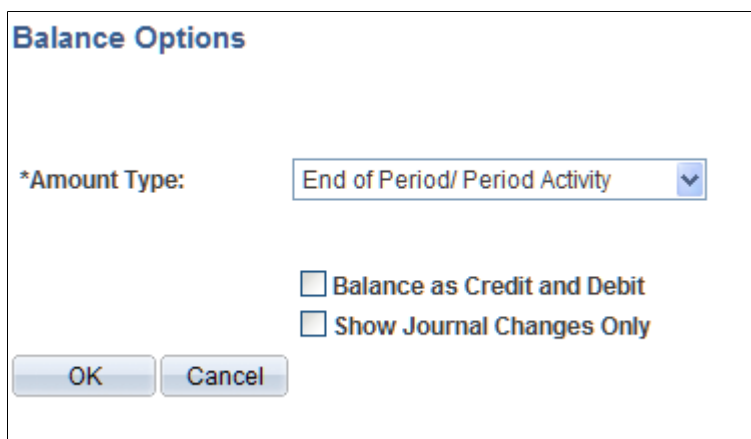 Balance Options
*Amount Type: End of Period/ Period Activity
Balance as Credit and Debit
Show Journal Changes Only
OK Cancel